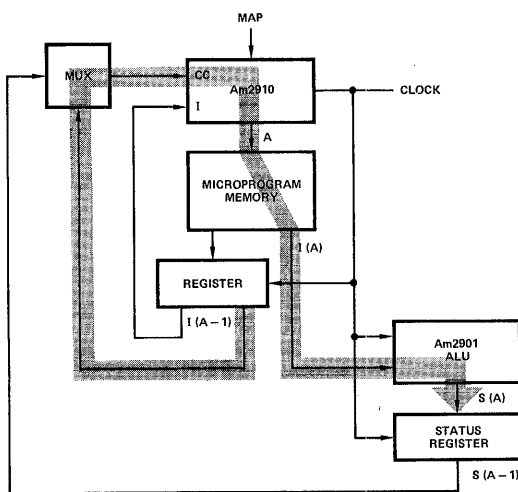 MAP
MUX
CC
Am2910
I
CLOCK
A
MICROPROGRAM
MEMORY
I (A)
REGISTER
I (A – 1)
Am2901
ALU
S (A)
STATUS
REGISTER
S (A – 1)